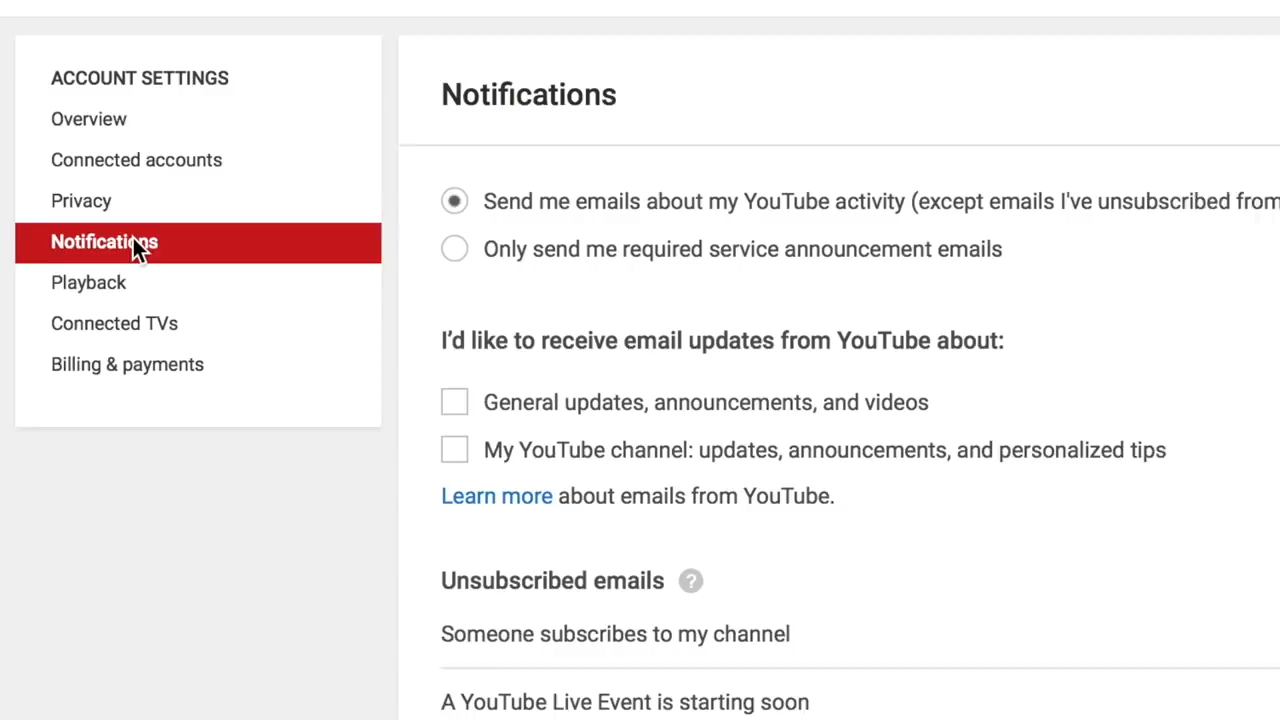 ACCOUNT SETTINGS
Overview
Connected accounts
Privacy
Notifications
Playback
Connected TVs
Billing & payments
Notifications
Send me emails about my YouTube activity (except emails I've unsubscribed from
Only send me required service announcement emails
I'd like to receive email updates from YouTube about:
General updates, announcements, and videos
My YouTube channel: updates, announcements, and personalized tips
Learn more about emails from YouTube.
Unsubscribed emails ?
Someone subscribes to my channel
A YouTube Live Event is starting soon